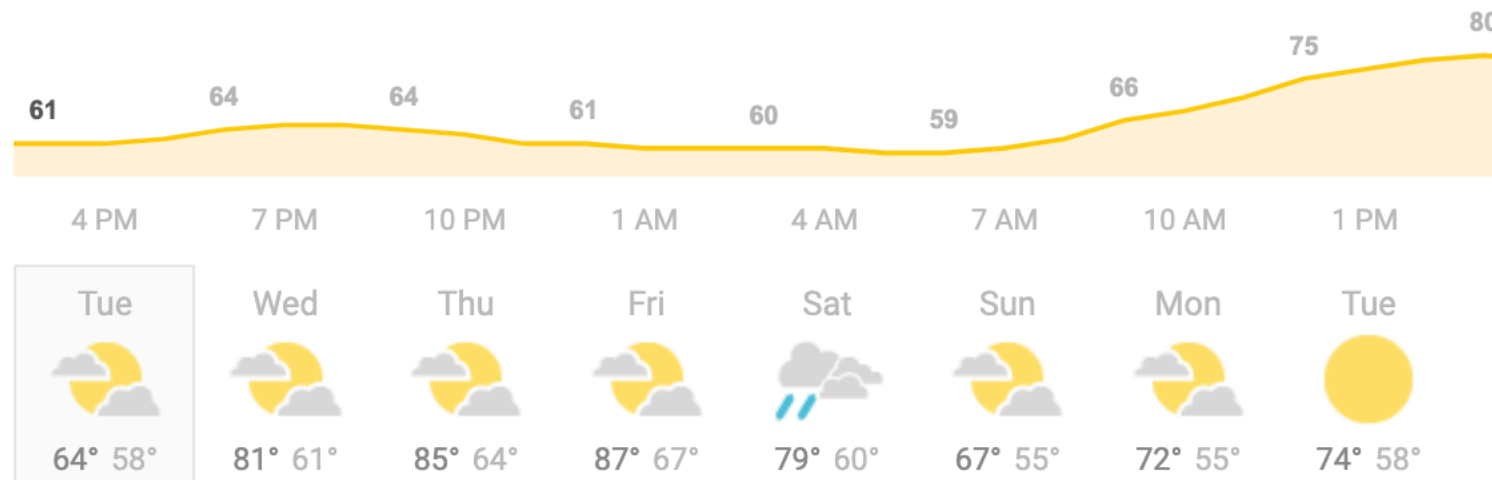 61 64 64 61 60 59 66 75 80
4 PM 7 PM 10 PM 1 AM 4 AM 7 AM 10 AM 1 PM
Tue Wed Thu Fri Sat Sun Mon Tue
64° 58° 81° 61° 85° 64° 87° 67° 79° 60° 67° 55° 72° 55° 74° 58°